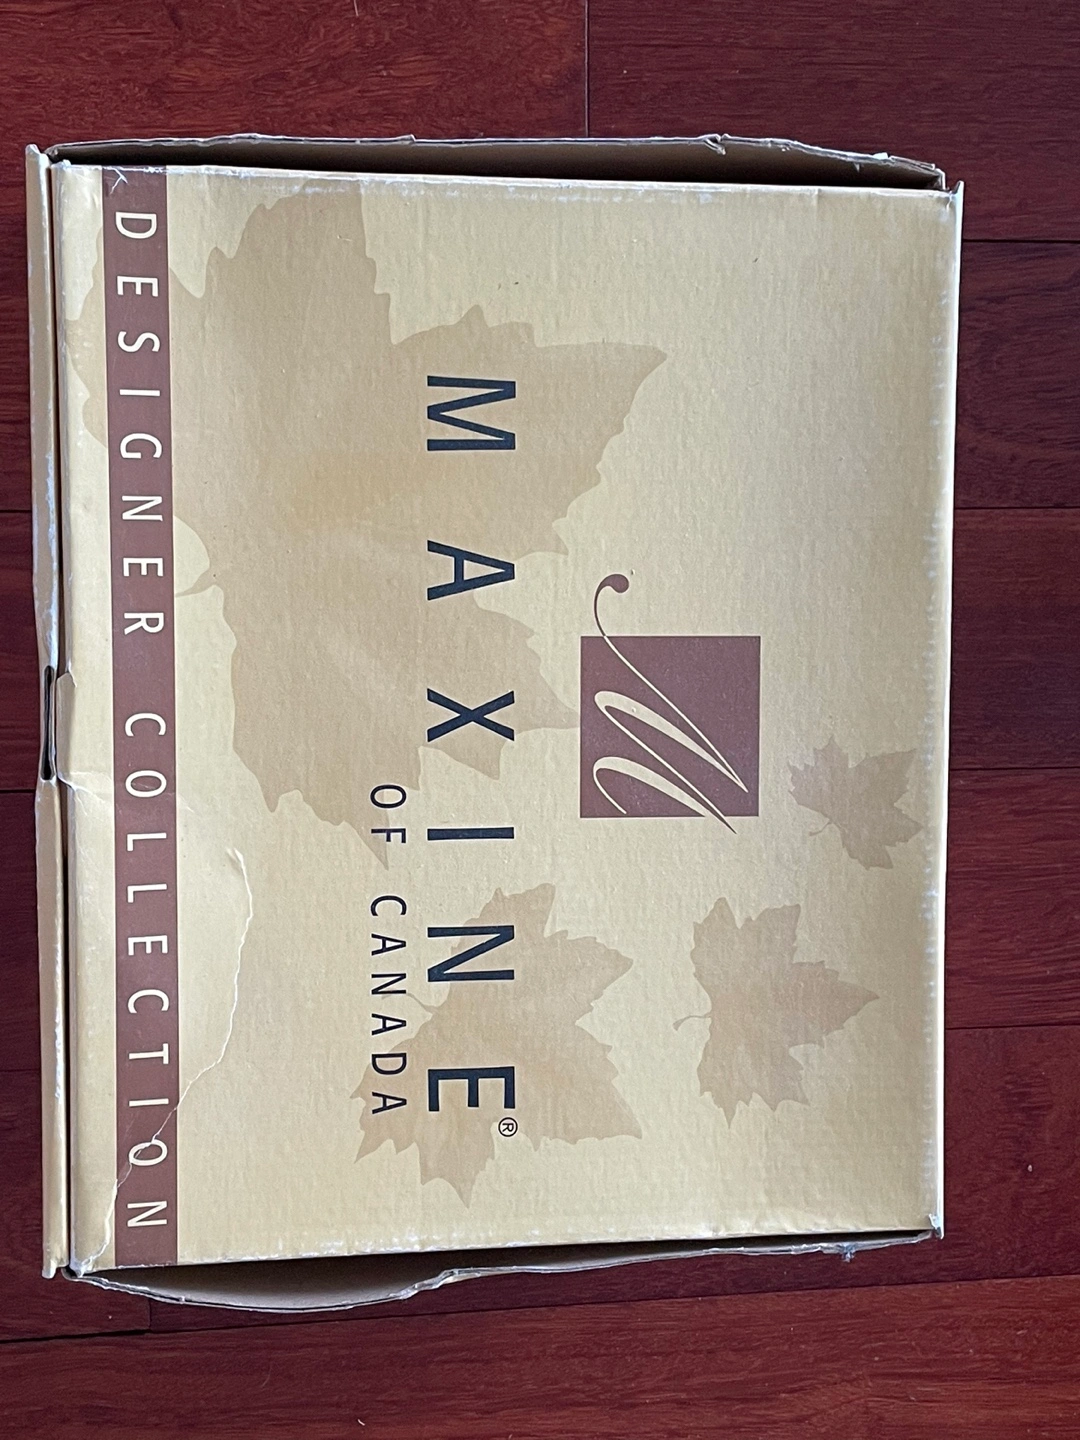 M
MAXINE®
OF CANADA
DESIGNER COLLECTION